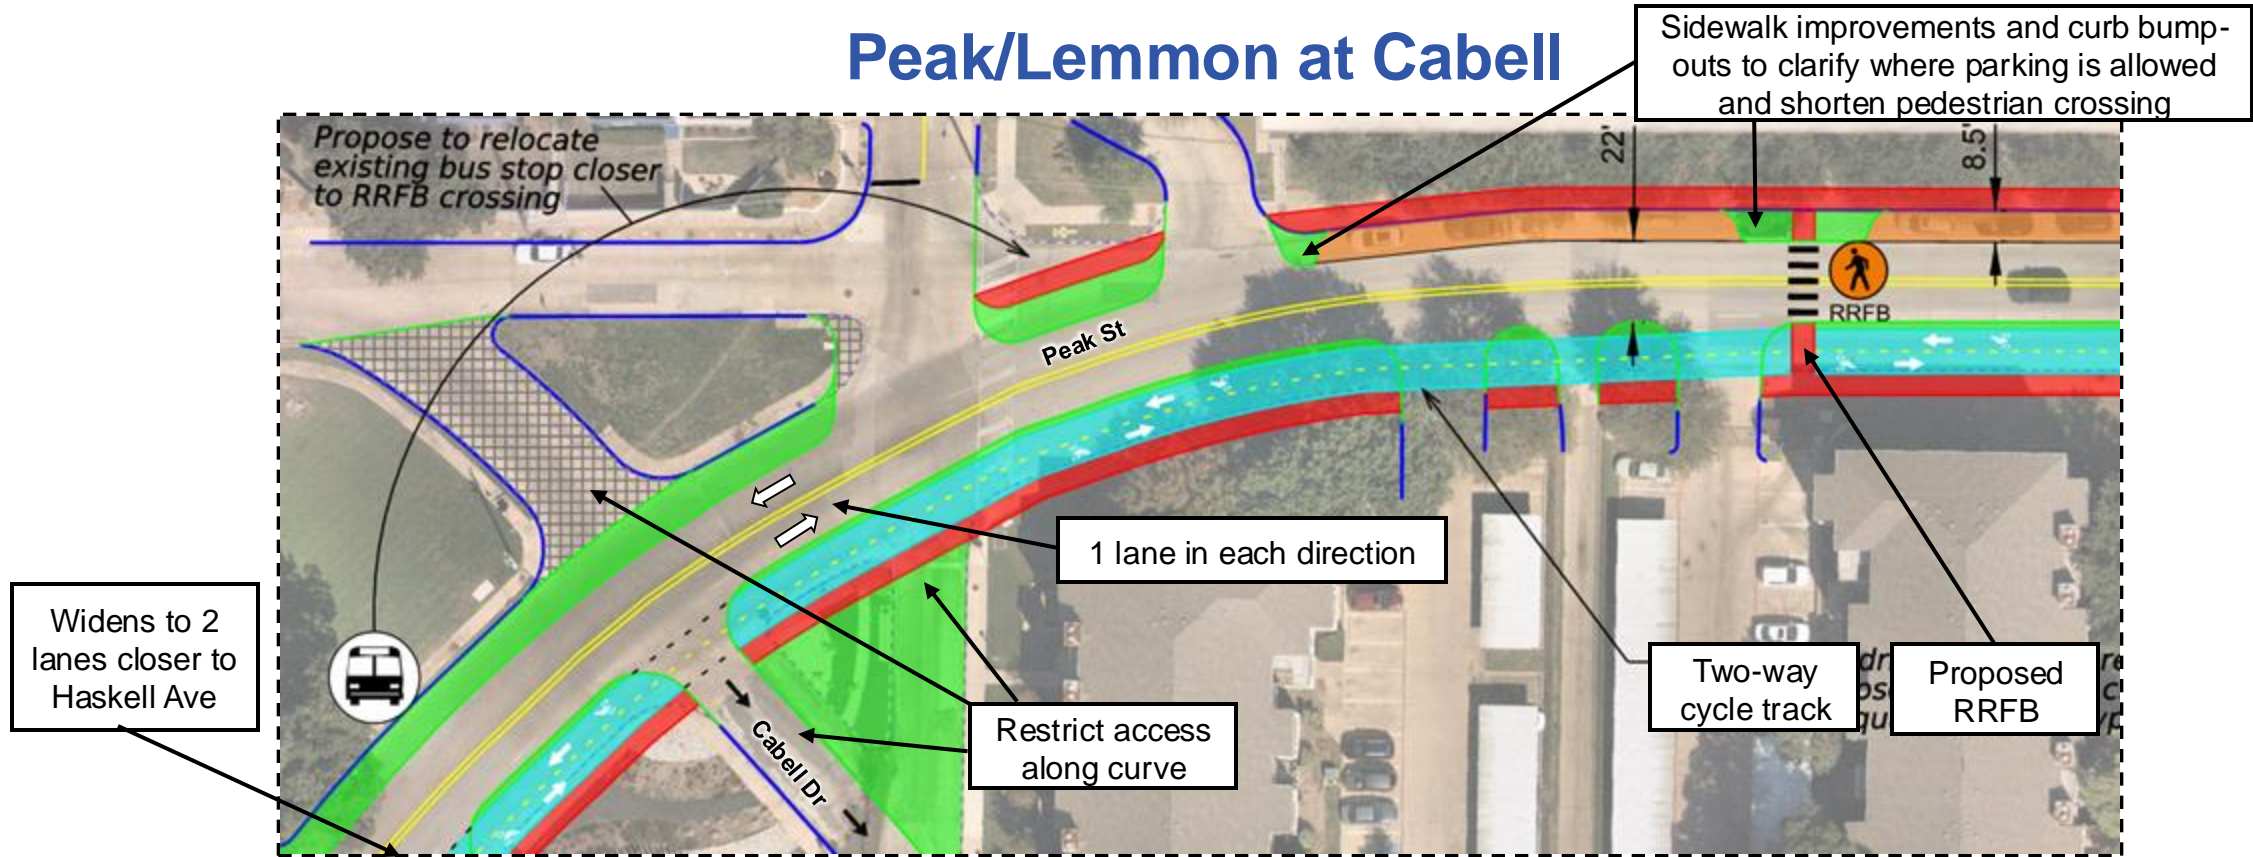 Peak/Lemmon at Cabell
Sidewalk improvements and curb bump-
outs to clarify where parking is allowed
and shorten pedestrian crossing
Propose to relocate
existing bus stop closer
to RRFB crossing
22'
8.5'
RRFB
Peak St
1 lane in each direction
Widens to 2
lanes closer to
Haskell Ave
Restrict access
along curve
Cabell Dr
Two-way
cycle track
Proposed
RRFB